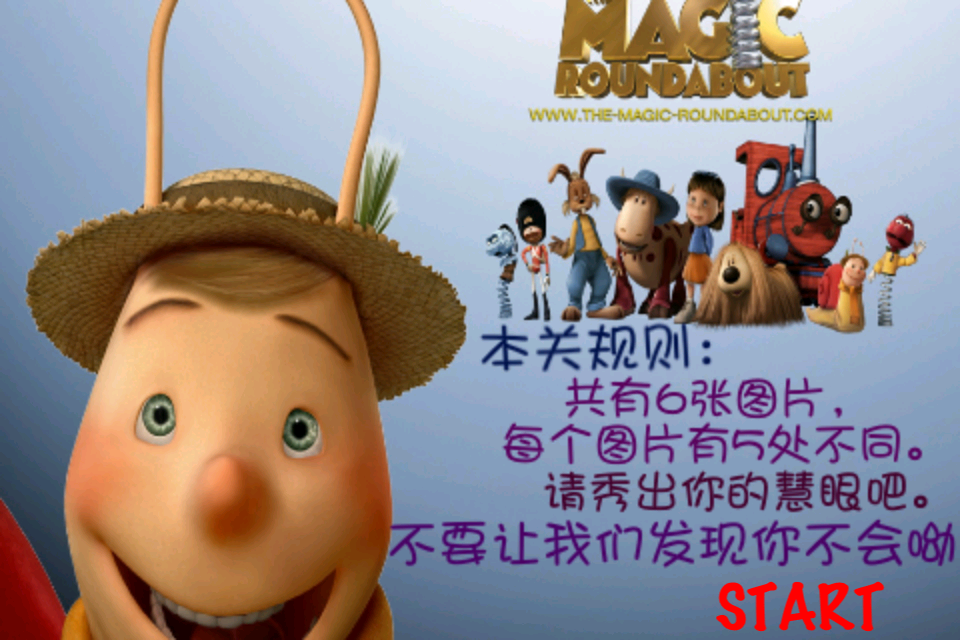 MAGIC
ROUNDABOUT
WWW.THE-MAGIC-ROUNDABOUT.COM
本关规则：
共有6张图片，
每个图片有5处不同。
请秀出你的慧眼吧。
不要让我们发现你不会呦
START